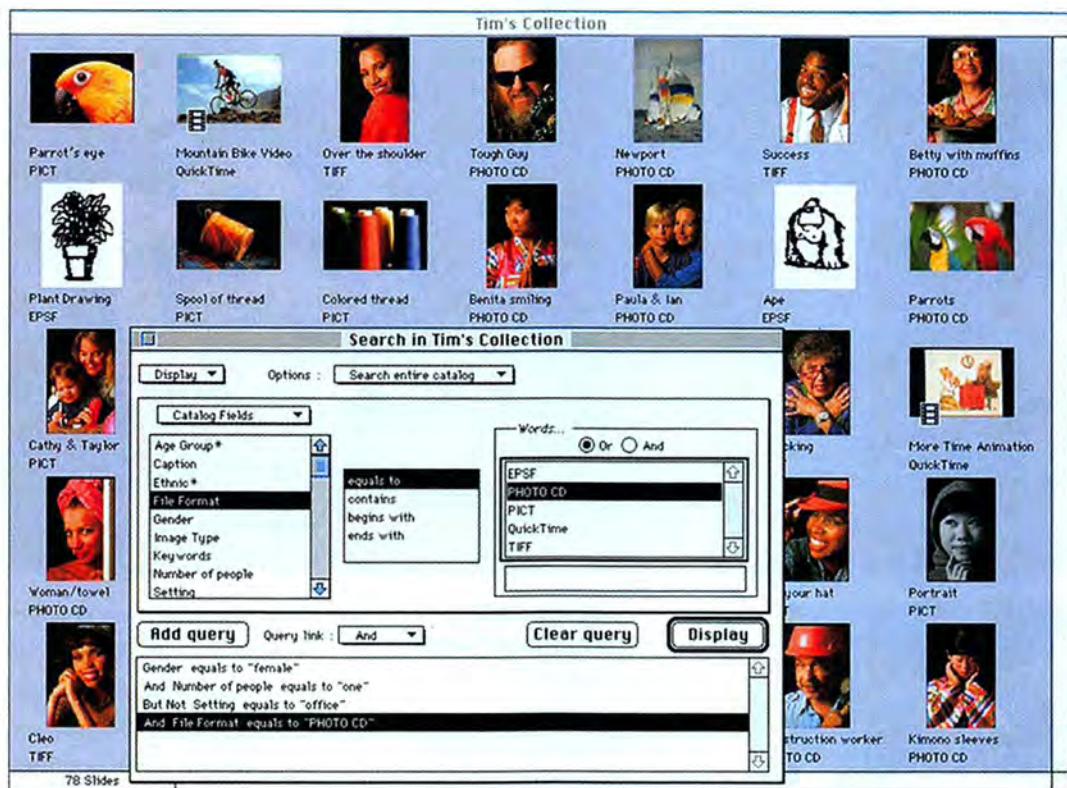 Tim's Collection
Parrot's eye
PICT
Mountain Bike Video
QuickTime
Over the shoulder
TIFF
Tough Guy
PHOTO CD
Newport
PHOTO CD
Success
TIFF
Betty with muffins
PHOTO CD
Plant Drawing
EPSF
Spool of thread
PICT
Colored thread
PICT
Benita smiling
PHOTO CD
Paula & Ian
PHOTO CD
Ape
EPSF
Parrots
PHOTO CD
Cathy & Taylor
PICT
king
More Time Animation
QuickTime
Woman/towel
PHOTO CD
your hat
T
Portrait
PICT
Cleo
TIFF
struction worker
TO CD
Kimono sleeves
PHOTO CD
78 Slides
Search in Tim's Collection
Display
Options : Search entire catalog
Catalog Fields
Age Group*
Caption
Ethnic*
File Format
Gender
Image Type
Keywords
Number of people
Setting
equals to
contains
begins with
ends with
Words...
Or And
EPSF
PHOTO CD
PICT
QuickTime
TIFF
Add query Query link : And Clear query Display
Gender equals to "female"
And Number of people equals to "one"
But Not Setting equals to "office"
And File Format equals to "PHOTO CD"